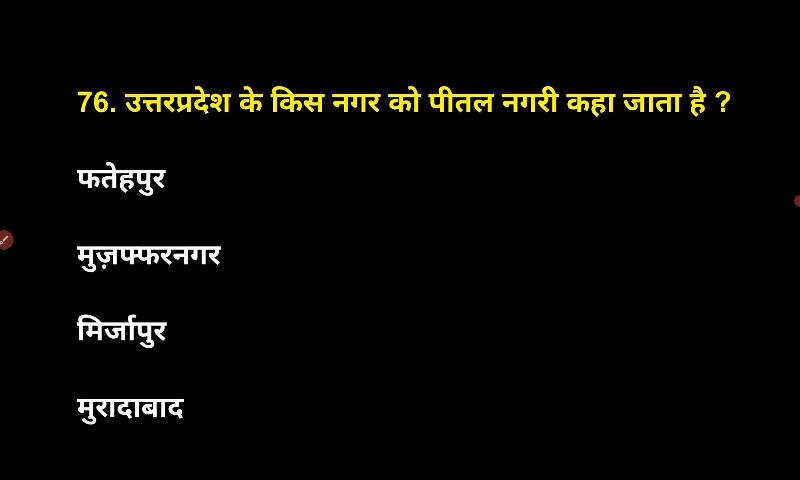 76. उत्तरप्रदेश के किस नगर को पीतल नगरी कहा जाता है ?
फतेहपुर
मुज़फ्फरनगर
मिर्जापुर
मुरादाबाद